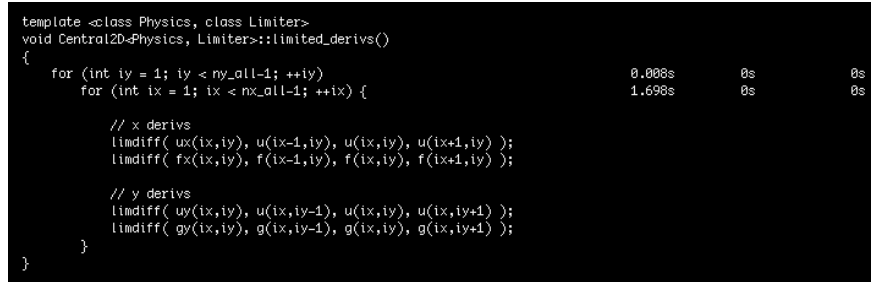 template <class Physics, class Limiter>
void Central2D<Physics, Limiter>::limited_derivs()
{
    for (int iy = 1; iy < ny_all-1; ++iy)                                        0.008s        0s            0s
        for (int ix = 1; ix < nx_all-1; ++ix) {                                  1.698s        0s            0s

            // x derivs
            limdiff( ux(ix,iy), u(ix-1,iy), u(ix,iy), u(ix+1,iy) );
            limdiff( fx(ix,iy), f(ix-1,iy), f(ix,iy), f(ix+1,iy) );

            // y derivs
            limdiff( uy(ix,iy), u(ix,iy-1), u(ix,iy), u(ix,iy+1) );
            limdiff( gy(ix,iy), g(ix,iy-1), g(ix,iy), g(ix,iy+1) );
        }
}